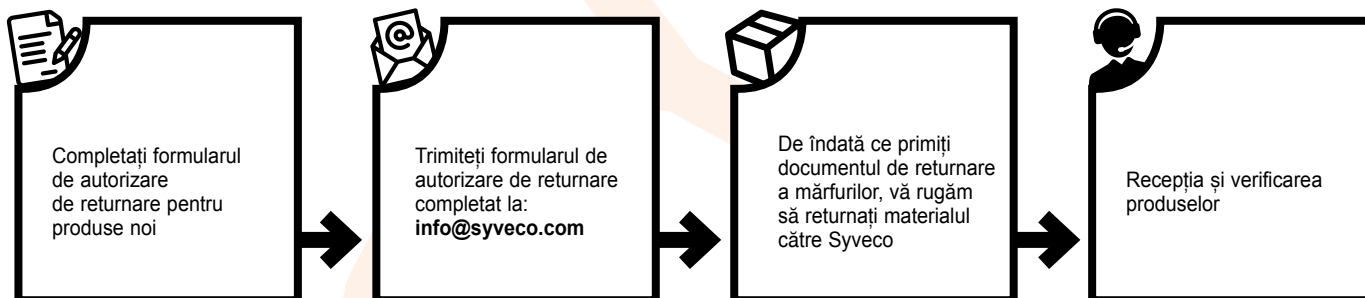 Completați formularul
de autorizare
de returnare pentru
produse noi
Trimiteți formularul de
autorizare de returnare
completat la:
info@syveco.com
De îndată ce primiți
documentul de returnare
a mărfurilor, vă rugăm
să returnați materialul
către Syveco
Recepția și verificarea
produselor